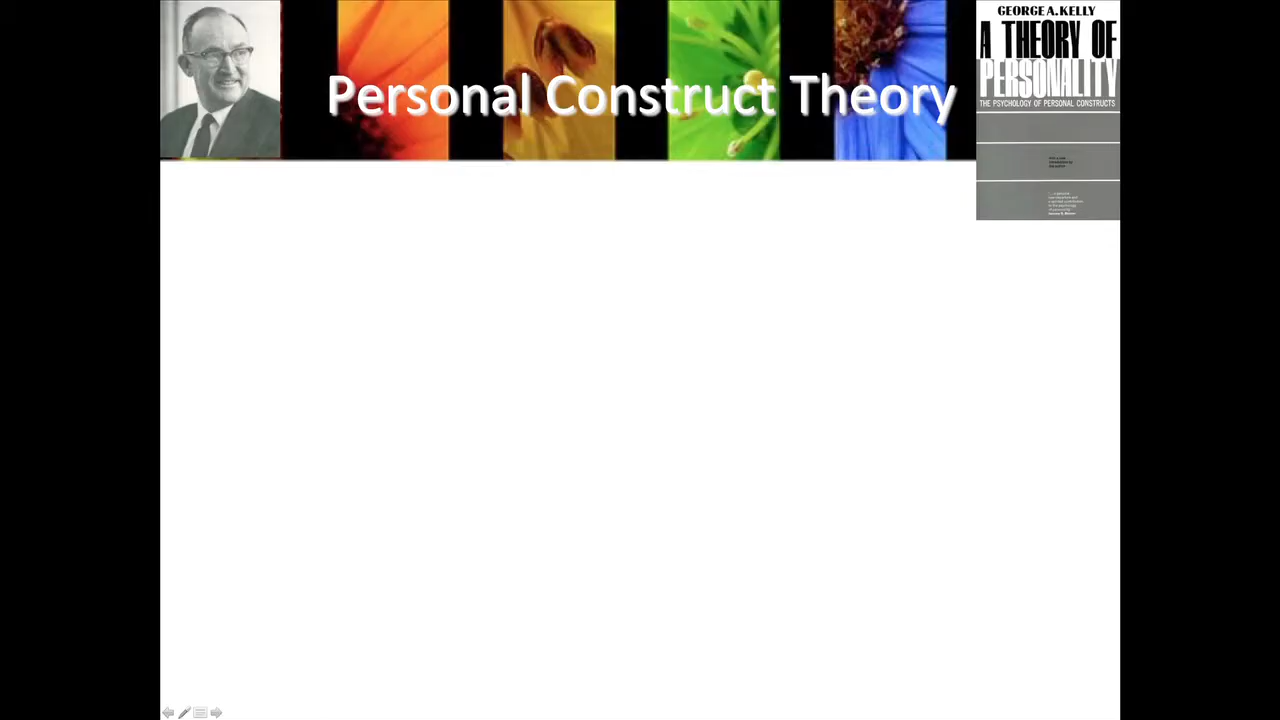 Personal Construct Theory
GEORGE A. KELLY
A THEORY OF
PERSONALITY
THE PSYCHOLOGY OF PERSONAL CONSTRUCTS